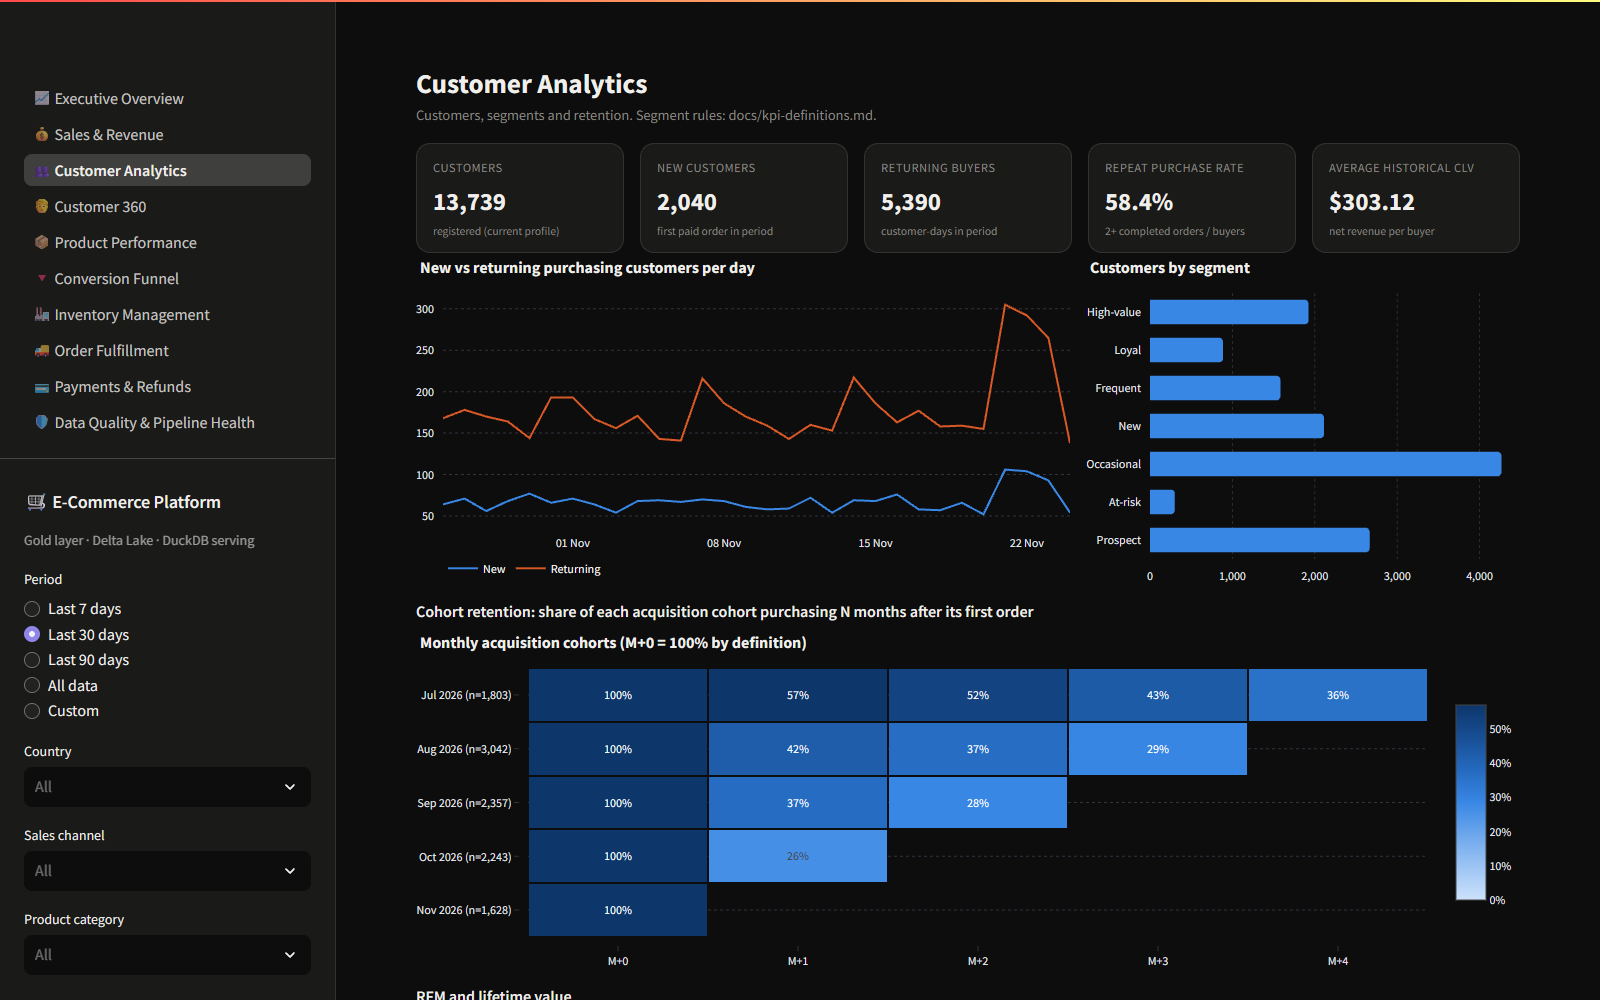 Executive Overview
Sales & Revenue
Customer Analytics
Customer 360
Product Performance
Conversion Funnel
Inventory Management
Order Fulfillment
Payments & Refunds
Data Quality & Pipeline Health
E-Commerce Platform
Gold layer · Delta Lake · DuckDB serving
Period
Last 7 days
Last 30 days
Last 90 days
All data
Custom
Country
All
Sales channel
All
Product category
All
Customer Analytics
Customers, segments and retention. Segment rules: docs/kpi-definitions.md.
CUSTOMERS
13,739
registered (current profile)
NEW CUSTOMERS
2,040
first paid order in period
RETURNING BUYERS
5,390
customer-days in period
REPEAT PURCHASE RATE
58.4%
2+ completed orders / buyers
AVERAGE HISTORICAL CLV
$303.12
net revenue per buyer
New vs returning purchasing customers per day
300
250
200
150
100
50
01 Nov 08 Nov 15 Nov 22 Nov
New Returning
Customers by segment
High-value
Loyal
Frequent
New
Occasional
At-risk
Prospect
0 1,000 2,000 3,000 4,000
Cohort retention: share of each acquisition cohort purchasing N months after its first order
Monthly acquisition cohorts (M+0 = 100% by definition)
Jul 2026 (n=1,803) 100% 57% 52% 43% 36%
Aug 2026 (n=3,042) 100% 42% 37% 29%
Sep 2026 (n=2,357) 100% 37% 28%
Oct 2026 (n=2,243) 100% 26%
Nov 2026 (n=1,628) 100%
M+0 M+1 M+2 M+3 M+4
50%
40%
30%
20%
10%
0%
RFM and lifetime value